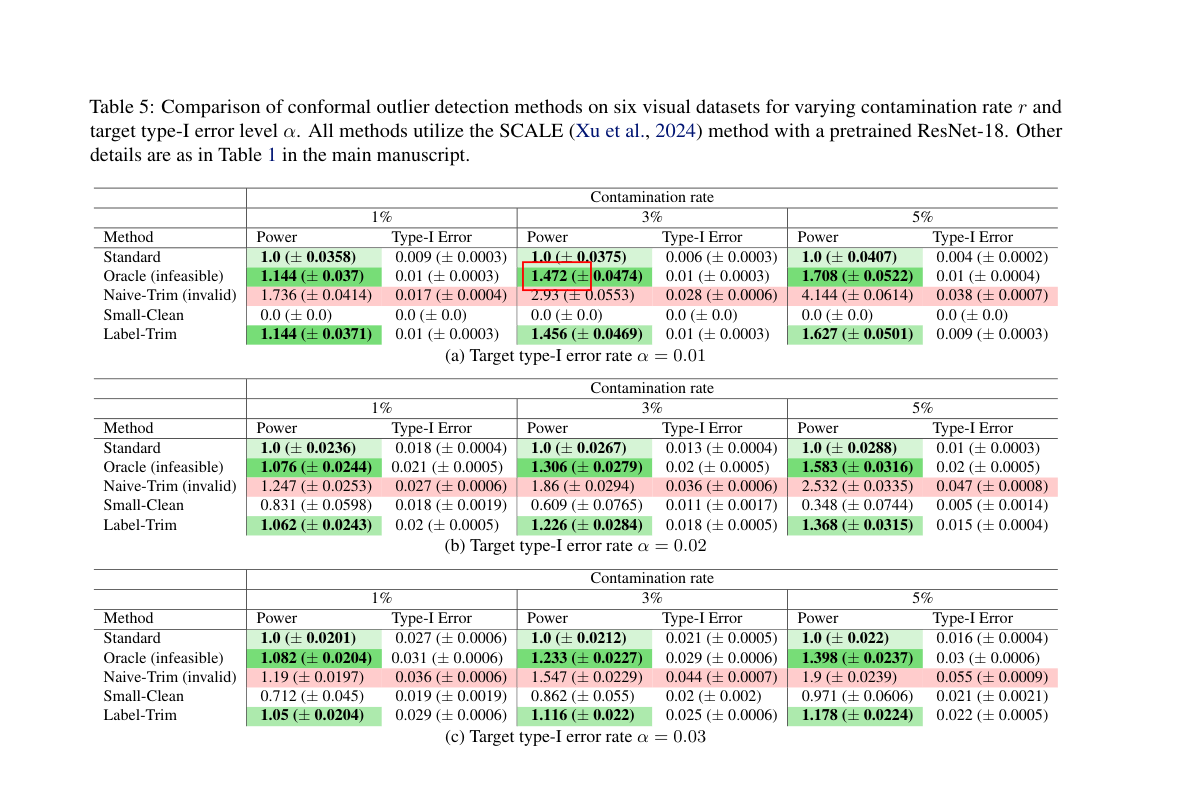 Table 5: Comparison of conformal outlier detection methods on six visual datasets for varying contamination rate r and
target type-I error level α. All methods utilize the SCALE (Xu et al., 2024) method with a pretrained ResNet-18. Other
details are as in Table 1 in the main manuscript.
Contamination rate
1% 3% 5%
Method Power Type-I Error Power Type-I Error Power Type-I Error
Standard 1.0 (± 0.0358) 0.009 (± 0.0003) 1.0 (± 0.0375) 0.006 (± 0.0003) 1.0 (± 0.0407) 0.004 (± 0.0002)
Oracle (infeasible) 1.144 (± 0.037) 0.01 (± 0.0003) 1.472 (± 0.0474) 0.01 (± 0.0003) 1.708 (± 0.0522) 0.01 (± 0.0004)
Naive-Trim (invalid) 1.736 (± 0.0414) 0.017 (± 0.0004) 2.93 (± 0.0553) 0.028 (± 0.0006) 4.144 (± 0.0614) 0.038 (± 0.0007)
Small-Clean 0.0 (± 0.0) 0.0 (± 0.0) 0.0 (± 0.0) 0.0 (± 0.0) 0.0 (± 0.0) 0.0 (± 0.0)
Label-Trim 1.144 (± 0.0371) 0.01 (± 0.0003) 1.456 (± 0.0469) 0.01 (± 0.0003) 1.627 (± 0.0501) 0.009 (± 0.0003)
(a) Target type-I error rate α = 0.01
Contamination rate
1% 3% 5%
Method Power Type-I Error Power Type-I Error Power Type-I Error
Standard 1.0 (± 0.0236) 0.018 (± 0.0004) 1.0 (± 0.0267) 0.013 (± 0.0004) 1.0 (± 0.0288) 0.01 (± 0.0003)
Oracle (infeasible) 1.076 (± 0.0244) 0.021 (± 0.0005) 1.306 (± 0.0279) 0.02 (± 0.0005) 1.583 (± 0.0316) 0.02 (± 0.0005)
Naive-Trim (invalid) 1.247 (± 0.0253) 0.027 (± 0.0006) 1.86 (± 0.0294) 0.036 (± 0.0006) 2.532 (± 0.0335) 0.047 (± 0.0008)
Small-Clean 0.831 (± 0.0598) 0.018 (± 0.0019) 0.609 (± 0.0765) 0.011 (± 0.0017) 0.348 (± 0.0744) 0.005 (± 0.0014)
Label-Trim 1.062 (± 0.0243) 0.02 (± 0.0005) 1.226 (± 0.0284) 0.018 (± 0.0005) 1.368 (± 0.0315) 0.015 (± 0.0004)
(b) Target type-I error rate α = 0.02
Contamination rate
1% 3% 5%
Method Power Type-I Error Power Type-I Error Power Type-I Error
Standard 1.0 (± 0.0201) 0.027 (± 0.0006) 1.0 (± 0.0212) 0.021 (± 0.0005) 1.0 (± 0.022) 0.016 (± 0.0004)
Oracle (infeasible) 1.082 (± 0.0204) 0.031 (± 0.0006) 1.233 (± 0.0227) 0.029 (± 0.0006) 1.398 (± 0.0237) 0.03 (± 0.0006)
Naive-Trim (invalid) 1.19 (± 0.0197) 0.036 (± 0.0006) 1.547 (± 0.0229) 0.044 (± 0.0007) 1.9 (± 0.0239) 0.055 (± 0.0009)
Small-Clean 0.712 (± 0.045) 0.019 (± 0.0019) 0.862 (± 0.055) 0.02 (± 0.002) 0.971 (± 0.0606) 0.021 (± 0.0021)
Label-Trim 1.05 (± 0.0204) 0.029 (± 0.0006) 1.116 (± 0.022) 0.025 (± 0.0006) 1.178 (± 0.0224) 0.022 (± 0.0005)
(c) Target type-I error rate α = 0.03